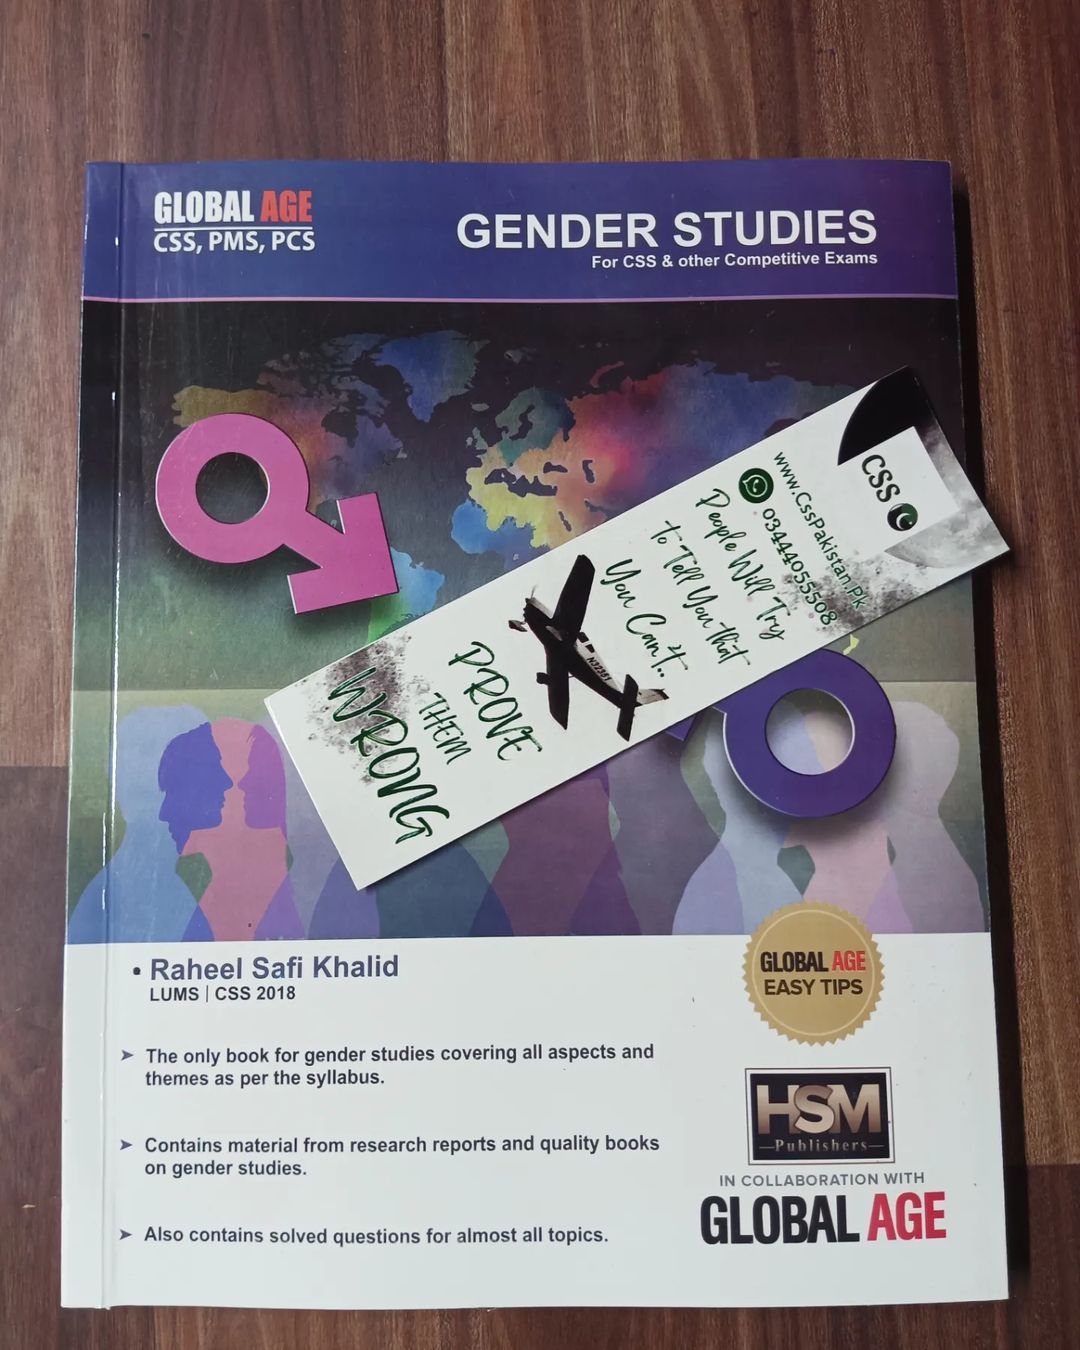 GLOBAL AGE
CSS, PMS, PCS
GENDER STUDIES
For CSS & other Competitive Exams
CSS
www.CssPakistan.Pk
03444055508
People Will Try
to Tell You that
You Can't..
N32361
PROVE
THEM
WRONG
• Raheel Safi Khalid
LUMS | CSS 2018
➤ The only book for gender studies covering all aspects and
themes as per the syllabus.
➤ Contains material from research reports and quality books
on gender studies.
➤ Also contains solved questions for almost all topics.
GLOBAL AGE
EASY TIPS
HSM
Publishers
IN COLLABORATION WITH
GLOBAL AGE